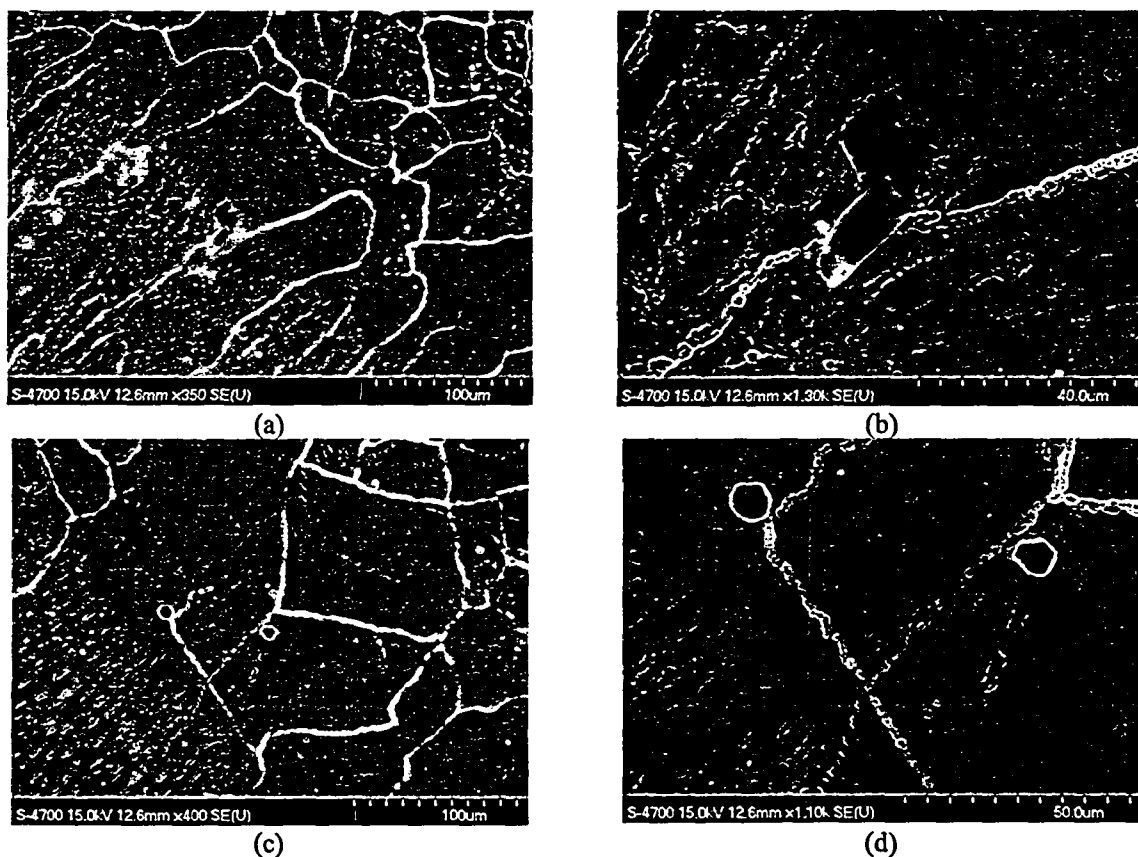 S-4700 15.0kV 12.6mm x350 SE(U) 100um
(a)
S-4700 15.0kV 12.6mm x1.30k SE(U) 40.0um
(b)
S-4700 15.0kV 12.6mm x400 SE(U) 100um
(c)
S-4700 15.0kV 12.6mm x1.10k SE(U) 50.0um
(d)